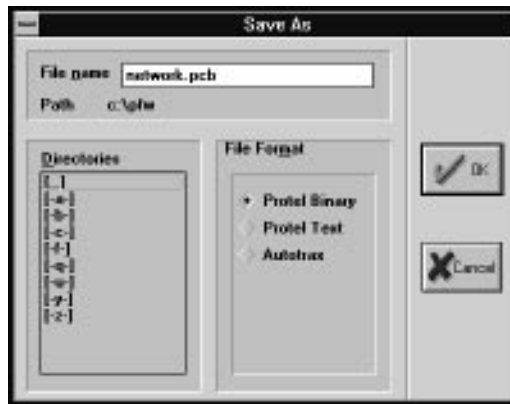 Save As
File name network.pcb
Path c:\pfw
Directories
[..]
[-a-]
[-b-]
[-c-]
[-f-]
[-y-]
[-z-]
File Format
Protel Binary
Protel Text
Autotrax
OK
Cancel